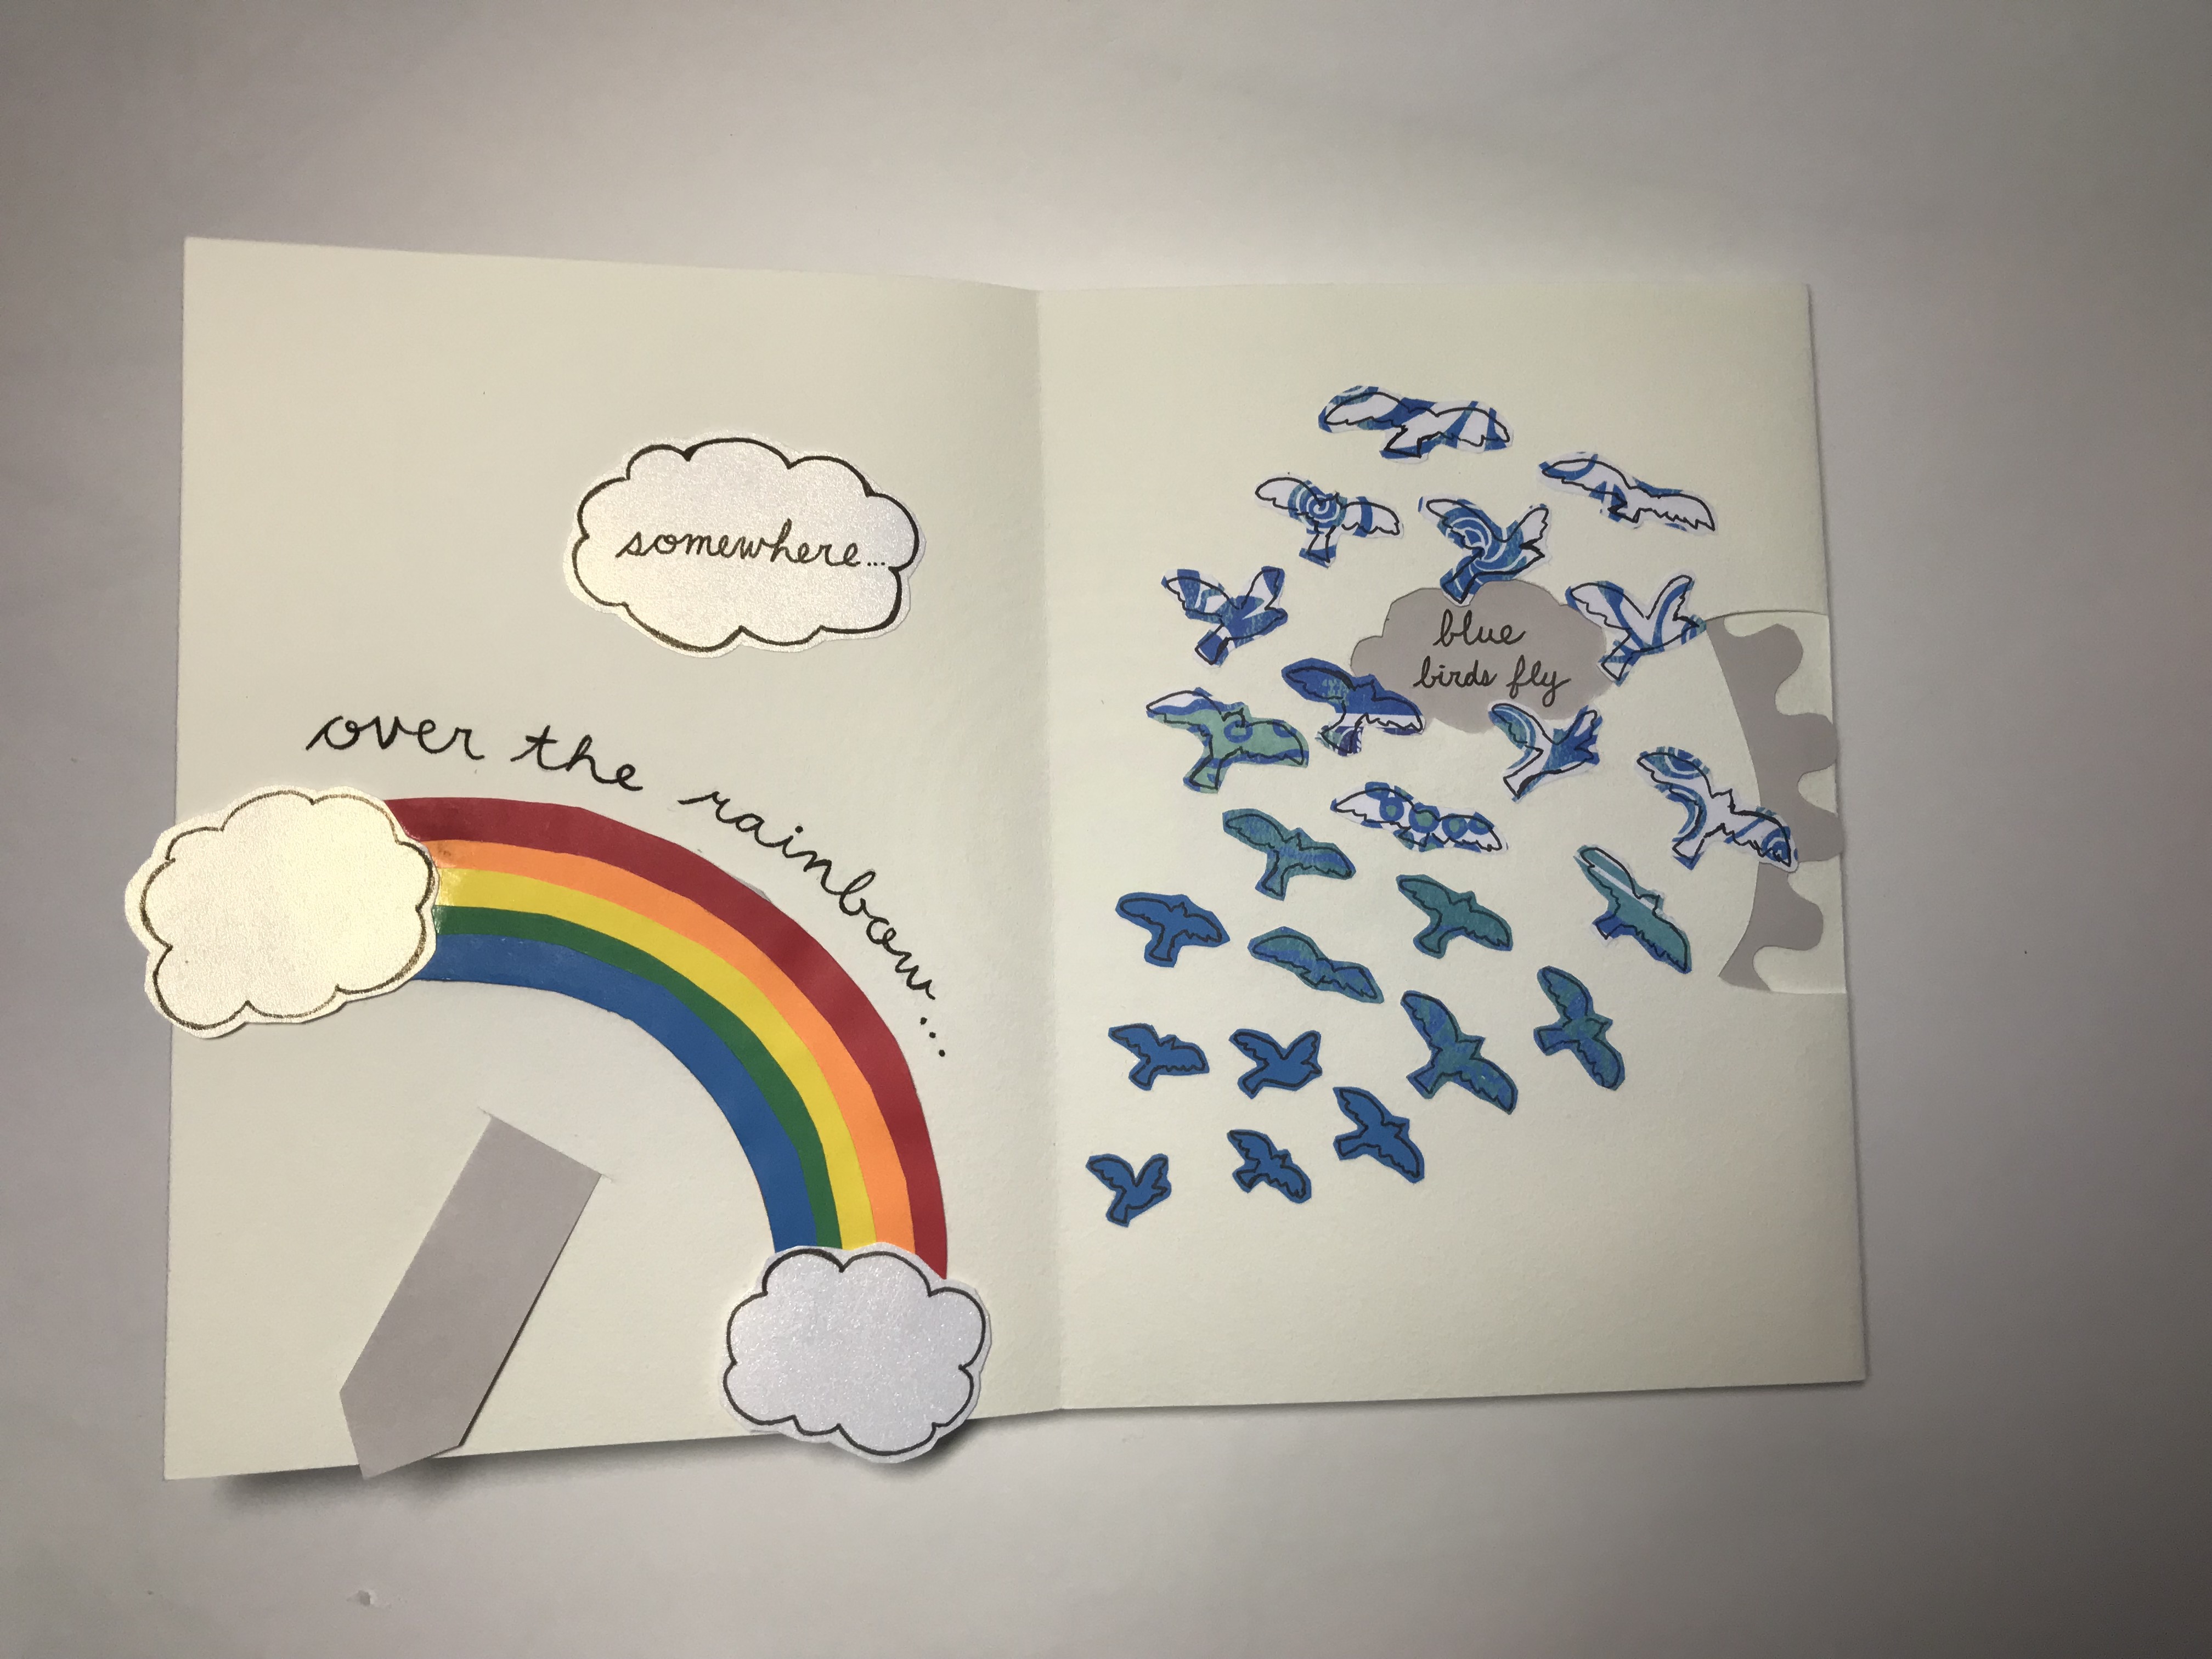 somewhere...
over the rainbow...
blue
birds fly